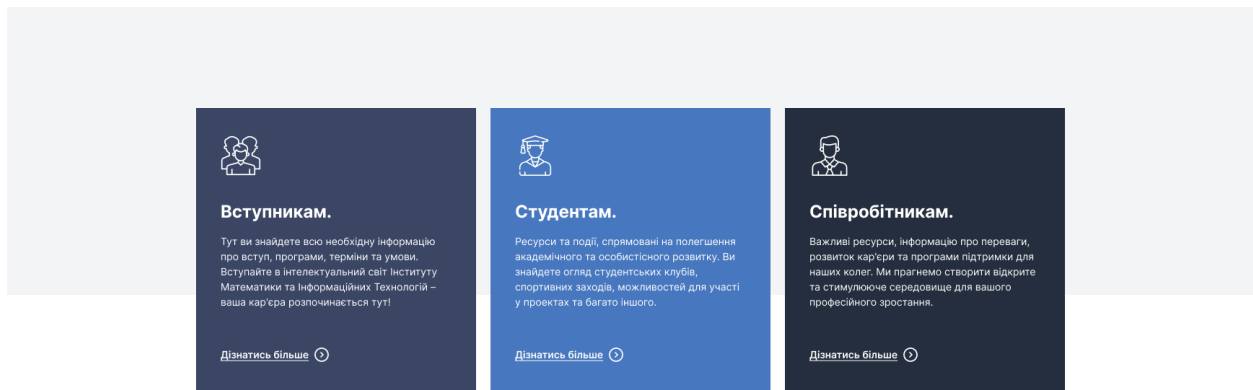 Вступникам.
Тут ви знайдете всю необхідну інформацію
про вступ, програми, терміни та умови.
Вступайте в інтелектуальний світ Інституту
Математики та Інформаційних Технологій –
ваша кар'єра розпочинається тут!
Дізнатись більше
Студентам.
Ресурси та події, спрямовані на полегшення
академічного та особистісного розвитку. Ви
знайдете огляд студентських клубів,
спортивних заходів, можливостей для участі
у проектах та багато іншого.
Дізнатись більше
Співробітникам.
Важливі ресурси, інформацію про переваги,
розвиток кар'єри та програми підтримки для
наших колег. Ми прагнемо створити відкрите
та стимулююче середовище для вашого
професійного зростання.
Дізнатись більше